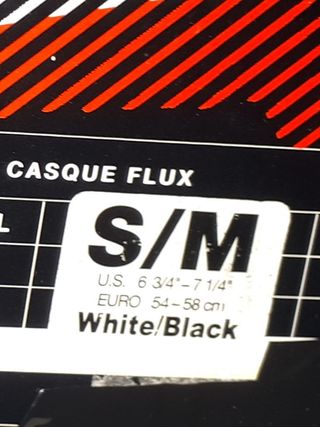 CASQUE FLUX
L
S/M
U.S. 6 3/4"-7 1/4"
EURO 54-58 cm
White/Black